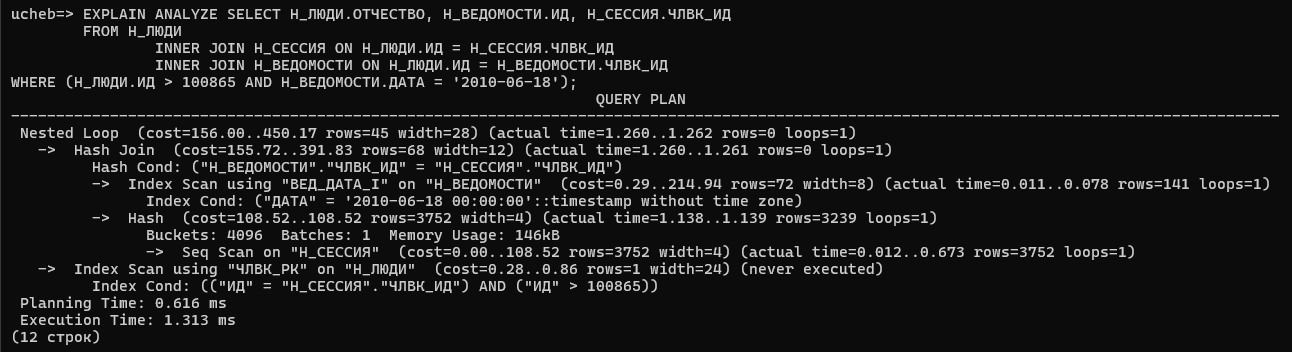 ucheb=> EXPLAIN ANALYZE SELECT Н_ЛЮДИ.ОТЧЕСТВО, Н_ВЕДОМОСТИ.ИД, Н_СЕССИЯ.ЧЛВК_ИД
FROM Н_ЛЮДИ
INNER JOIN Н_СЕССИЯ ON Н_ЛЮДИ.ИД = Н_СЕССИЯ.ЧЛВК_ИД
INNER JOIN Н_ВЕДОМОСТИ ON Н_ЛЮДИ.ИД = Н_ВЕДОМОСТИ.ЧЛВК_ИД
WHERE (Н_ЛЮДИ.ИД > 100865 AND Н_ВЕДОМОСТИ.ДАТА = '2010-06-18');
QUERY PLAN
Nested Loop (cost=156.00..450.17 rows=45 width=28) (actual time=1.260..1.262 rows=0 loops=1)
-> Hash Join (cost=155.72..391.83 rows=68 width=12) (actual time=1.260..1.261 rows=0 loops=1)
Hash Cond: ("Н_ВЕДОМОСТИ"."ЧЛВК_ИД" = "Н_СЕССИЯ"."ЧЛВК_ИД")
-> Index Scan using "ВЕД_ДАТА_I" on "Н_ВЕДОМОСТИ" (cost=0.29..214.94 rows=72 width=8) (actual time=0.011..0.078 rows=141 loops=1)
Index Cond: ("ДАТА" = '2010-06-18 00:00:00'::timestamp without time zone)
-> Hash (cost=108.52..108.52 rows=3752 width=4) (actual time=1.138..1.139 rows=3239 loops=1)
Buckets: 4096 Batches: 1 Memory Usage: 146kB
-> Seq Scan on "Н_СЕССИЯ" (cost=0.00..108.52 rows=3752 width=4) (actual time=0.012..0.673 rows=3752 loops=1)
-> Index Scan using "ЧЛВК_PK" on "Н_ЛЮДИ" (cost=0.28..0.86 rows=1 width=24) (never executed)
Index Cond: (("ИД" = "Н_СЕССИЯ"."ЧЛВК_ИД") AND ("ИД" > 100865))
Planning Time: 0.616 ms
Execution Time: 1.313 ms
(12 строк)